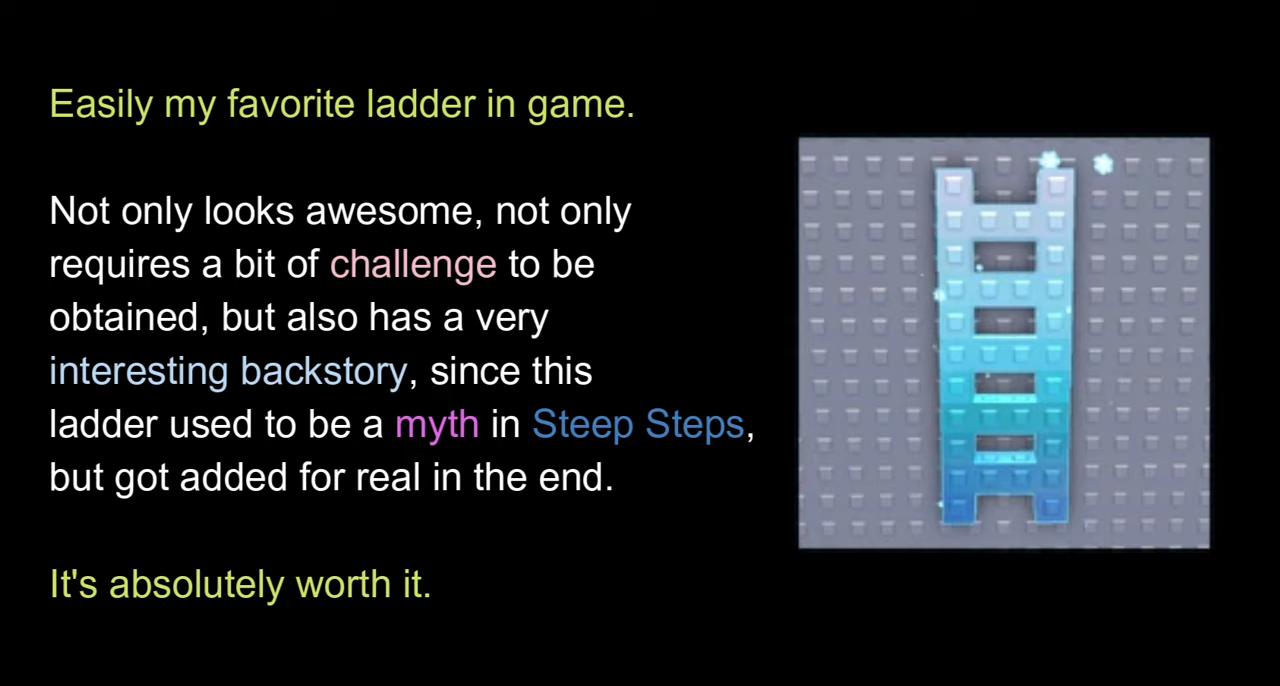 Easily my favorite ladder in game.
Not only looks awesome, not only
requires a bit of challenge to be
obtained, but also has a very
interesting backstory, since this
ladder used to be a myth in Steep Steps,
but got added for real in the end.
It's absolutely worth it.